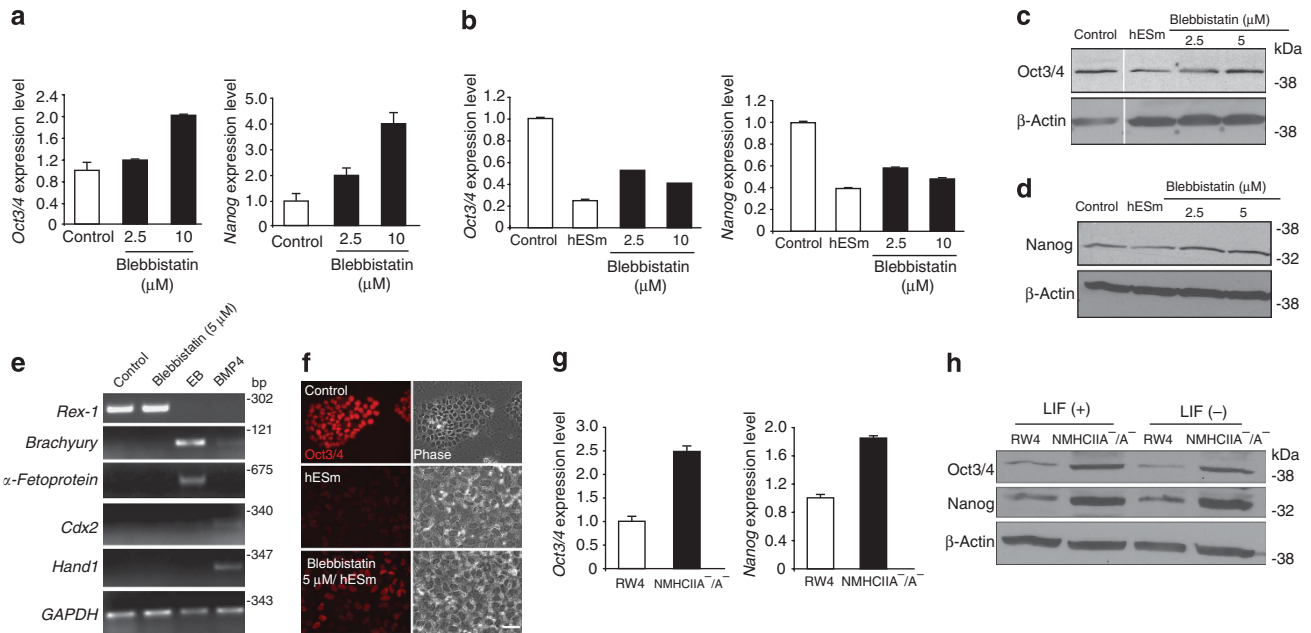 a
Oct3/4 expression level
2.4
2.0
1.6
1.2
0.8
0.4
0
Control 2.5 10
Blebbistatin
(μM)
Nanog expression level
5.0
4.0
3.0
2.0
1.0
0
Control 2.5 10
Blebbistatin
(μM)
b
Oct3/4 expression level
1.2
1.0
0.8
0.6
0.4
0.2
0
Control hESm 2.5 10
Blebbistatin
(μM)
Nanog expression level
1.2
1.0
0.8
0.6
0.4
0.2
0
Control hESm 2.5 10
Blebbistatin
(μM)
c
Blebbistatin (μM)
Control hESm 2.5 5 kDa
Oct3/4 -38
β-Actin -38
d
Blebbistatin (μM)
Control hESm 2.5 5
-38
Nanog -32
β-Actin -38
e
Control Blebbistatin (5 μM) EB BMP4 bp
Rex-1 -302
Brachyury -121
α-Fetoprotein -675
Cdx2 -340
Hand1 -347
GAPDH -343
f
Control
Oct3/4 Phase
hESm
Blebbistatin
5 μM/ hESm
g
Oct3/4 expression level
3.0
2.5
2.0
1.5
1.0
0.5
0
RW4 NMHCIIA⁻/A⁻
Nanog expression level
2.0
1.6
1.2
0.8
0.4
0
RW4 NMHCIIA⁻/A⁻
h
LIF (+) LIF (–)
RW4 NMHCIIA⁻/A⁻ RW4 NMHCIIA⁻/A⁻ kDa
Oct3/4 -38
Nanog -32
β-Actin -38